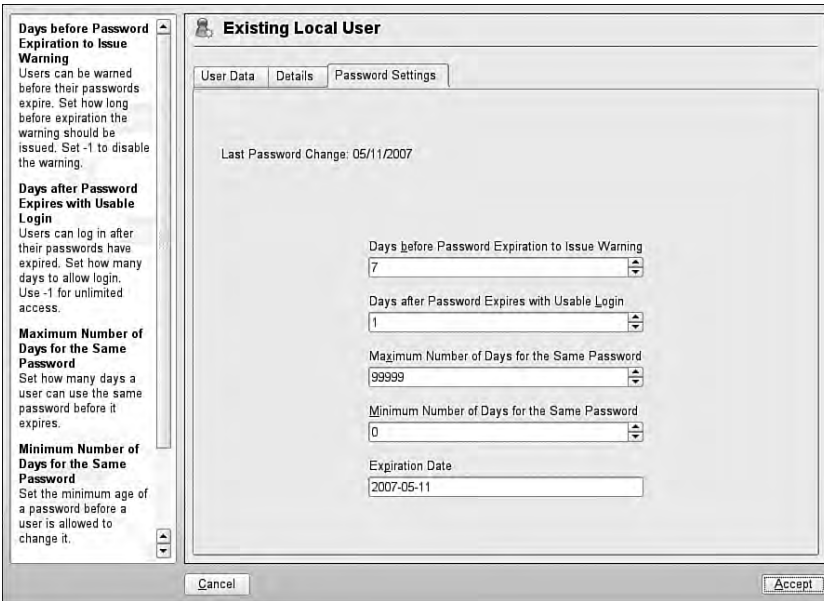 Days before Password
Expiration to Issue
Warning
Users can be warned
before their passwords
expire. Set how long
before expiration the
warning should be
issued. Set -1 to disable
the warning.
Days after Password
Expires with Usable
Login
Users can log in after
their passwords have
expired. Set how many
days to allow login.
Use -1 for unlimited
access.
Maximum Number of
Days for the Same
Password
Set how many days a
user can use the same
password before it
expires.
Minimum Number of
Days for the Same
Password
Set the minimum age of
a password before a
user is allowed to
change it.
Existing Local User
User Data
Details
Password Settings
Last Password Change: 05/11/2007
Days before Password Expiration to Issue Warning
7
Days after Password Expires with Usable Login
1
Maximum Number of Days for the Same Password
99999
Minimum Number of Days for the Same Password
0
Expiration Date
2007-05-11
Cancel
Accept